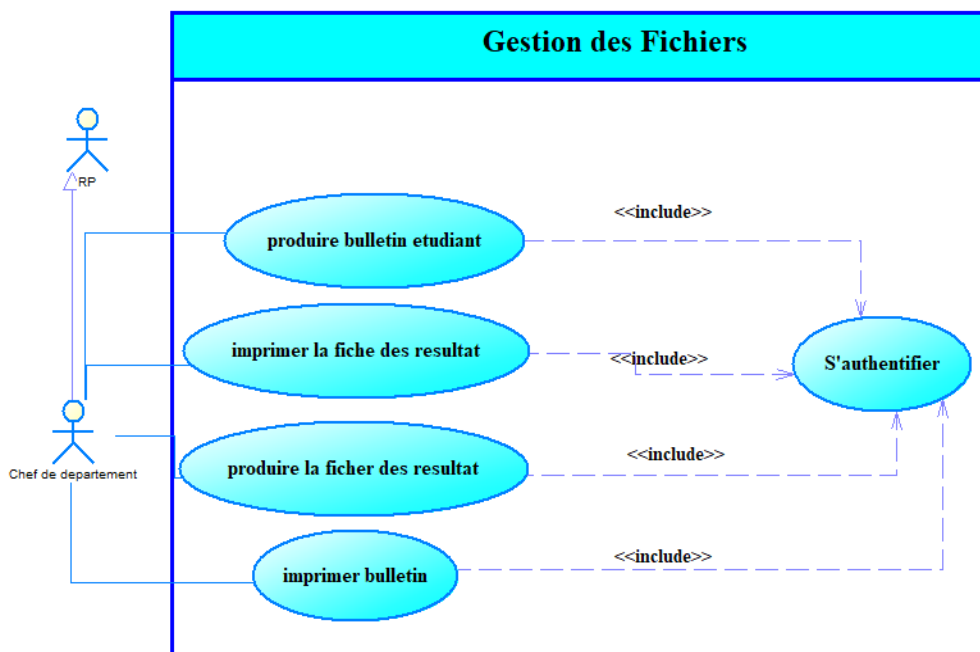 Gestion des Fichiers
RP
<<include>>
produire bulletin etudiant
imprimer la fiche des resultat
<<include>>
S'authentifier
Chef de departement
produire la ficher des resultat
<<include>>
imprimer bulletin
<<include>>